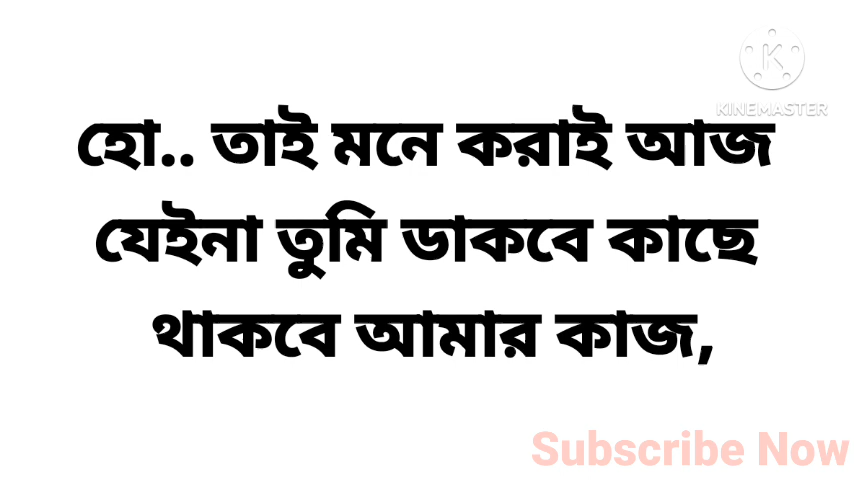 KINEMASTER
হো.. তাই মনে করাই আজ
যেইনা তুমি ডাকবে কাছে
থাকবে আমার কাজ,
Subscribe Now